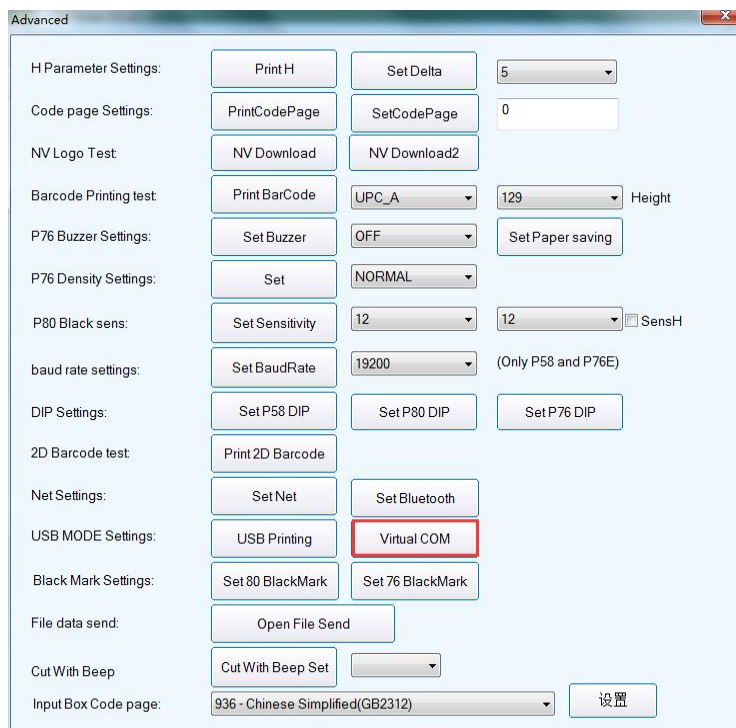 Advanced
H Parameter Settings: Print H Set Delta 5
Code page Settings: PrintCodePage SetCodePage 0
NV Logo Test: NV Download NV Download2
Barcode Printing test: Print BarCode UPC_A 129 Height
P76 Buzzer Settings: Set Buzzer OFF Set Paper saving
P76 Density Settings: Set NORMAL
P80 Black sens: Set Sensitivity 12 12 SensH
baud rate settings: Set BaudRate 19200 (Only P58 and P76E)
DIP Settings: Set P58 DIP Set P80 DIP Set P76 DIP
2D Barcode test: Print 2D Barcode
Net Settings: Set Net Set Bluetooth
USB MODE Settings: USB Printing Virtual COM
Black Mark Settings: Set 80 BlackMark Set 76 BlackMark
File data send: Open File Send
Cut With Beep Cut With Beep Set
Input Box Code page: 936 - Chinese Simplified(GB2312) 设置